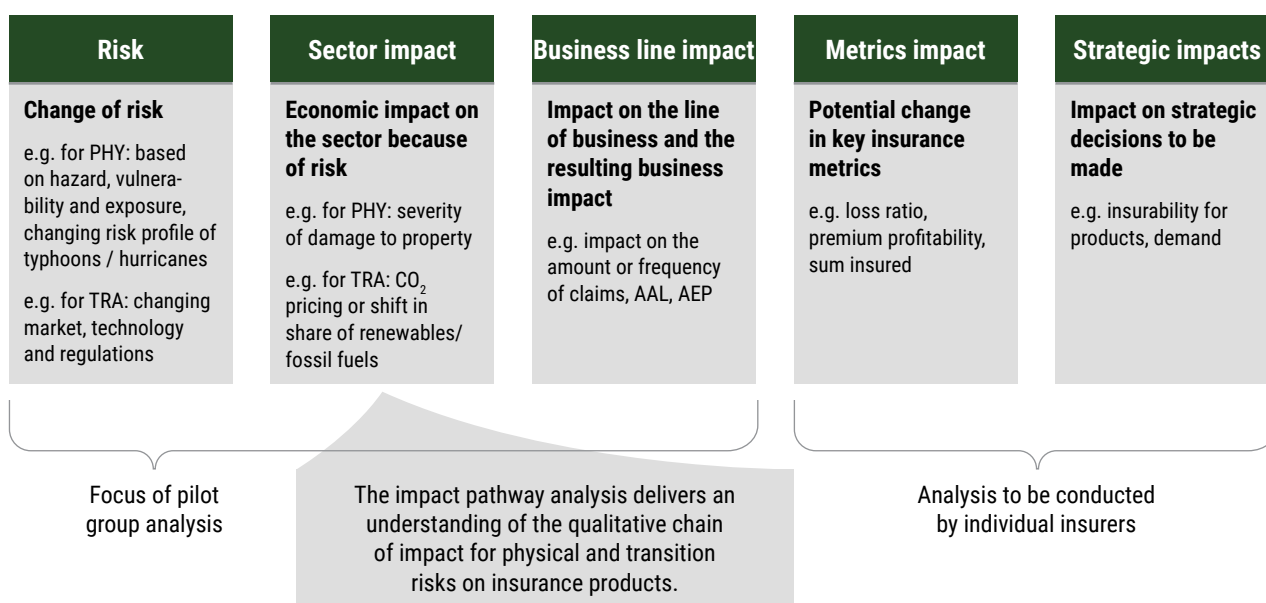 Risk
Change of risk
e.g. for PHY: based
on hazard, vulnera-
bility and exposure,
changing risk profile of
typhoons / hurricanes
e.g. for TRA: changing
market, technology
and regulations
Sector impact
Economic impact on
the sector because
of risk
e.g. for PHY: severity
of damage to property
e.g. for TRA: CO₂
pricing or shift in
share of renewables/
fossil fuels
Business line impact
Impact on the line
of business and the
resulting business
impact
e.g. impact on the
amount or frequency
of claims, AAL, AEP
Metrics impact
Potential change
in key insurance
metrics
e.g. loss ratio,
premium profitability,
sum insured
Strategic impacts
Impact on strategic
decisions to be
made
e.g. insurability for
products, demand
Focus of pilot
group analysis
The impact pathway analysis delivers an
understanding of the qualitative chain
of impact for physical and transition
risks on insurance products.
Analysis to be conducted
by individual insurers